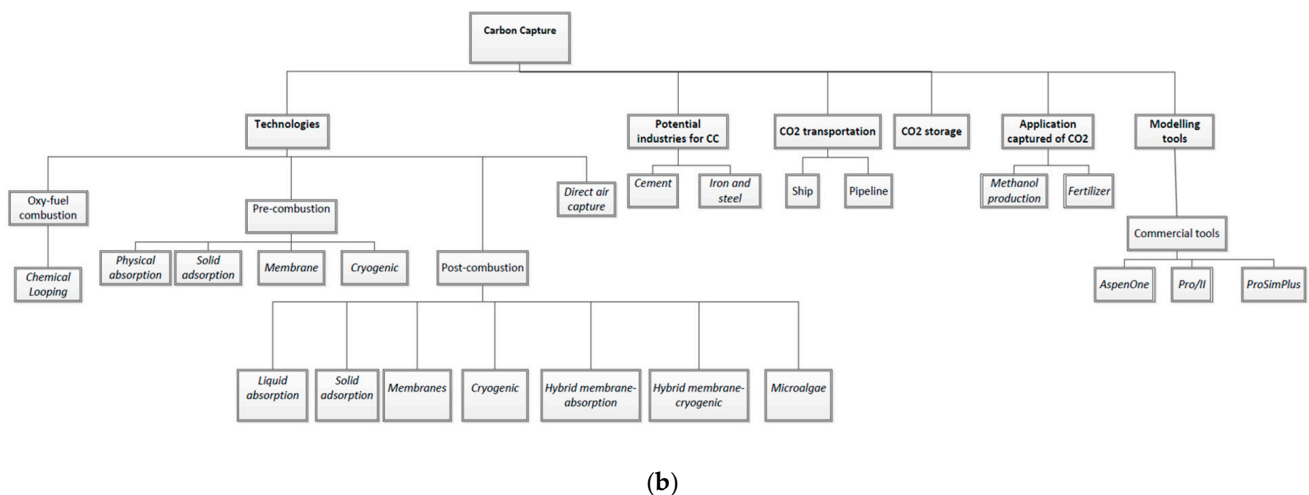 Carbon Capture
Technologies
Potential
industries for CC
CO2 transportation
CO2 storage
Application
captured of CO2
Modelling
tools
Oxy-fuel
combustion
Pre-combustion
Direct air
capture
Cement
Iron and
steel
Ship
Pipeline
Methanol
production
Fertilizer
Commercial tools
Chemical
Looping
Physical
absorption
Solid
adsorption
Membrane
Cryogenic
Post-combustion
AspenOne
Pro/II
ProSimPlus
Liquid
absorption
Solid
adsorption
Membranes
Cryogenic
Hybrid membrane-
absorption
Hybrid membrane-
cryogenic
Microalgae
(b)